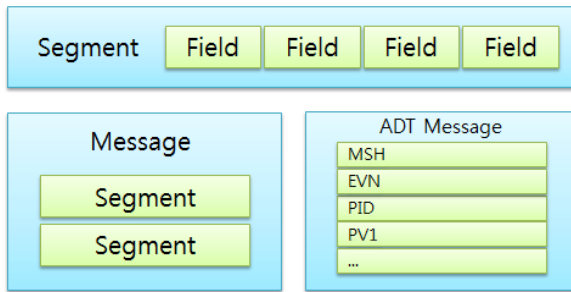 Segment Field Field Field Field
Message
Segment
Segment
ADT Message
MSH
EVN
PID
PV1
...